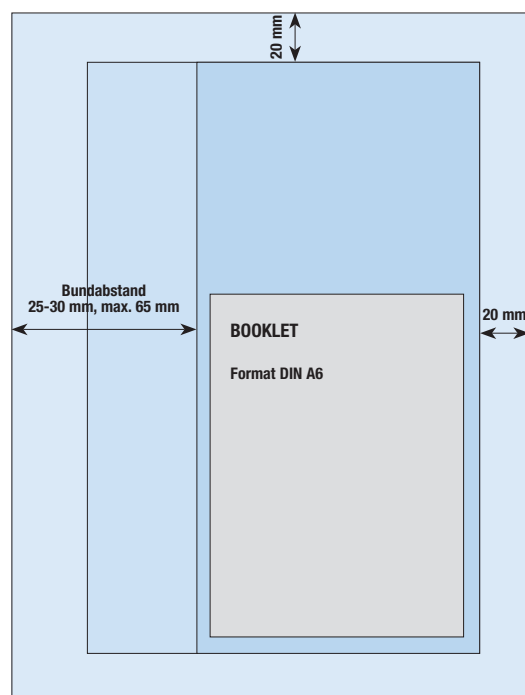 20 mm
Bundabstand
25-30 mm, max. 65 mm
20 mm
BOOKLET
Format DIN A6